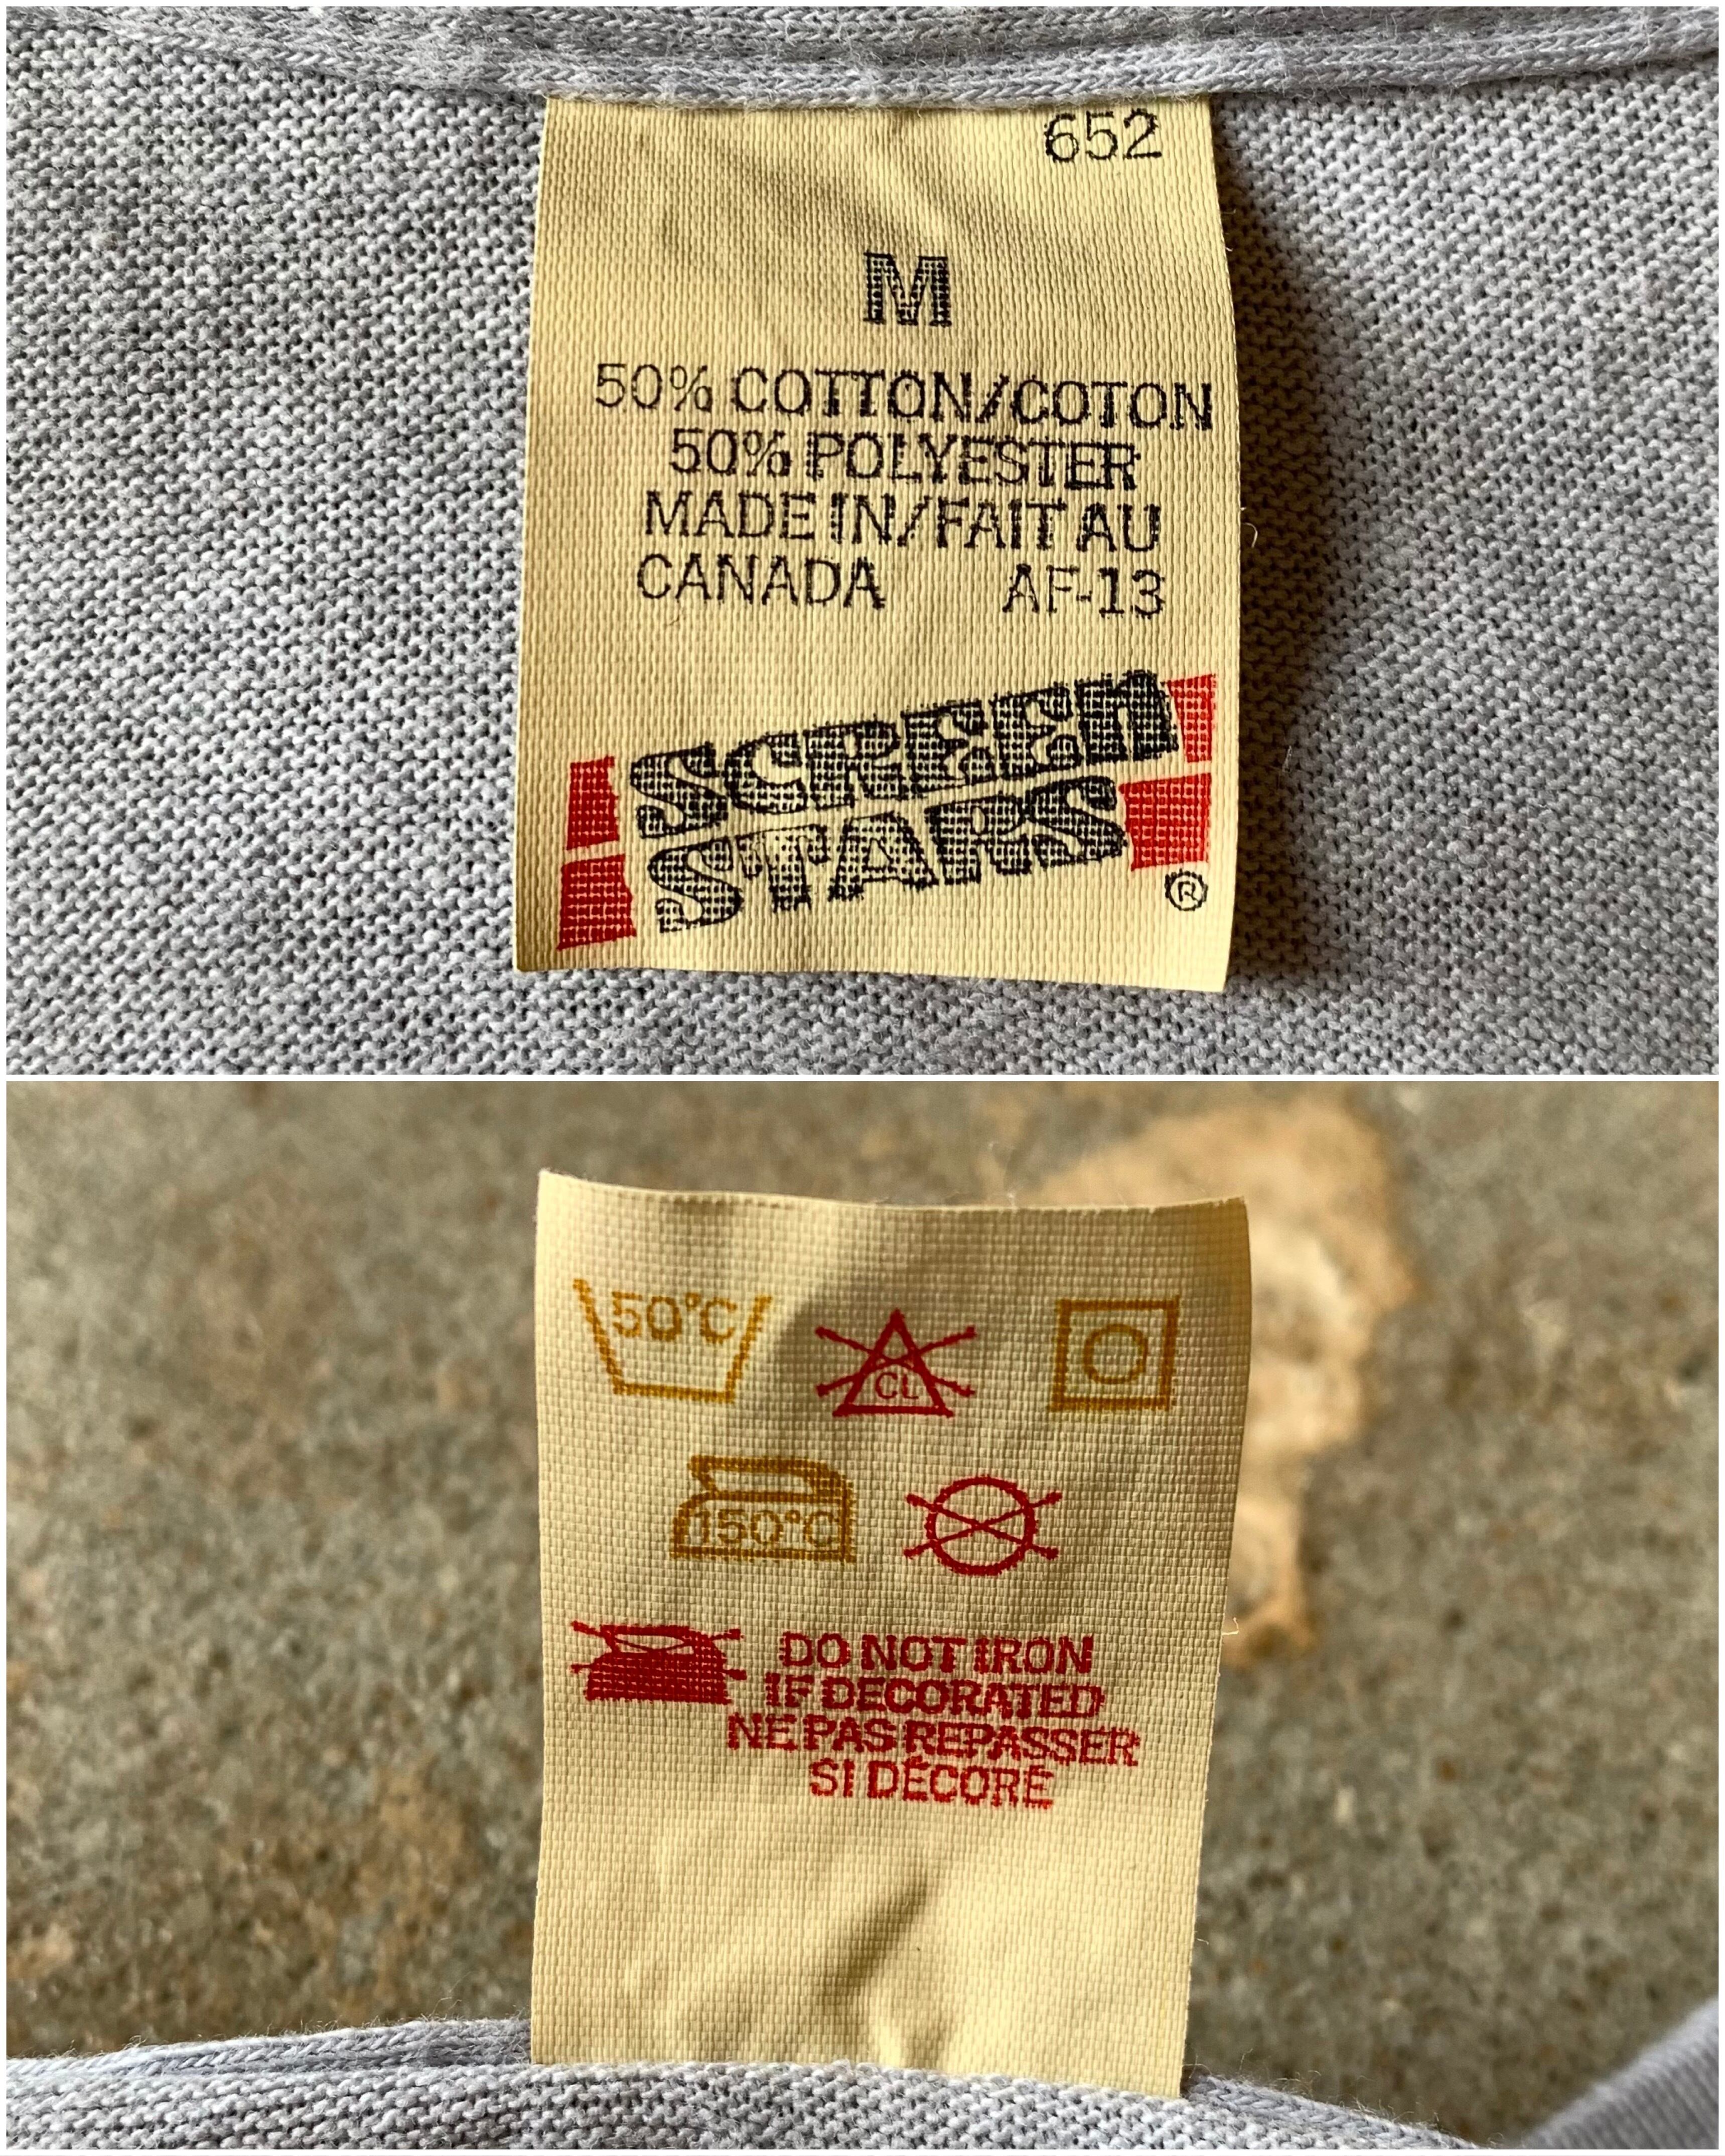 652
M
50% COTTON/COTON
50% POLYESTER
MADE IN/FAIT AU
CANADA AF-13
SCREEN
STARS
®
50°C
CL
150°C
DO NOT IRON
IF DECORATED
NE PAS REPASSER
SI DÉCORÉ